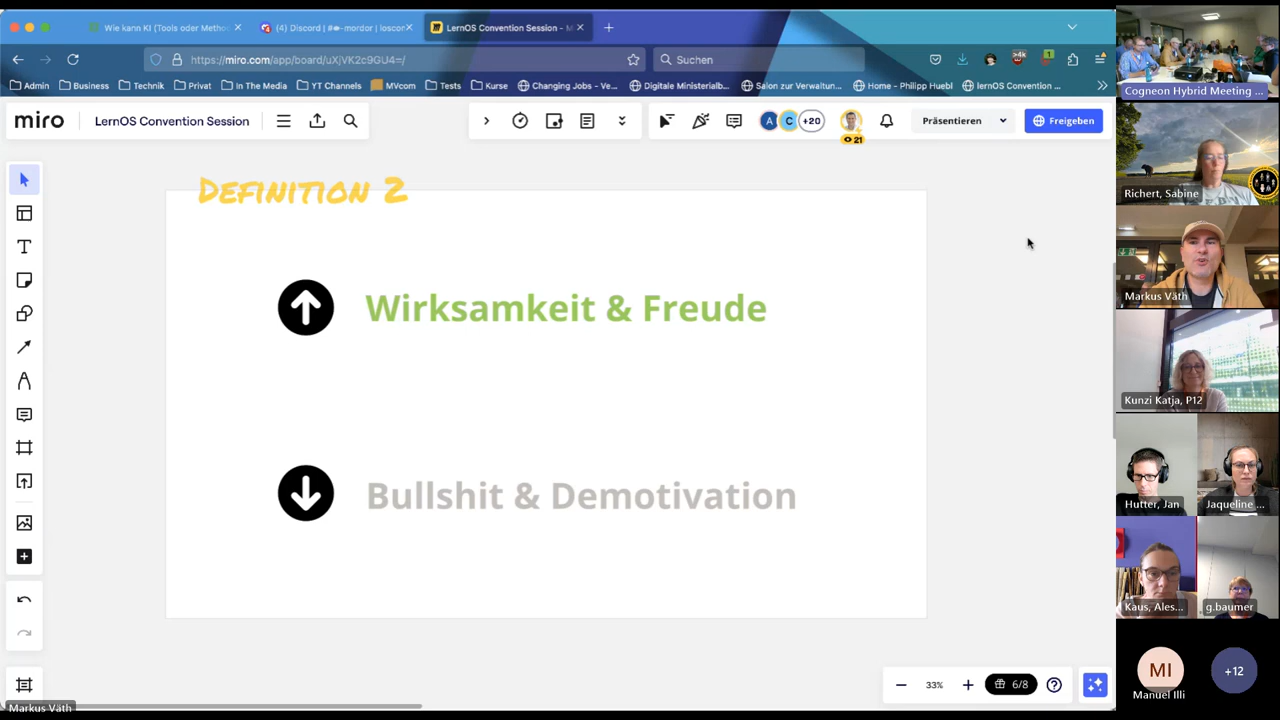 Wie kann KI (Tools oder Metho
(4) Discord | #🐲-mordor | loscon
LernOS Convention Session - M
https://miro.com/app/board/uXjVK2c9GU4=/
Suchen
Admin
Business
Technik
Privat
In The Media
YT Channels
MVcom
Tests
Kurse
Changing Jobs - Ve...
Digitale Ministerialb...
Salon zur Verwaltun...
Home - Philipp Huebl
lernOS Convention ...
miro
LernOS Convention Session
A
C
+20
21
Präsentieren
Freigeben
DEFINITION 2
Wirksamkeit & Freude
Bullshit & Demotivation
33%
6/8
Markus Väth
Cogneon Hybrid Meeting ...
Richert, Sabine
Markus Väth
Kunzi Katja, P12
Hutter, Jan
Jaqueline ...
Kaus, Ales...
g.baumer
MI
Manuel Illi
+12